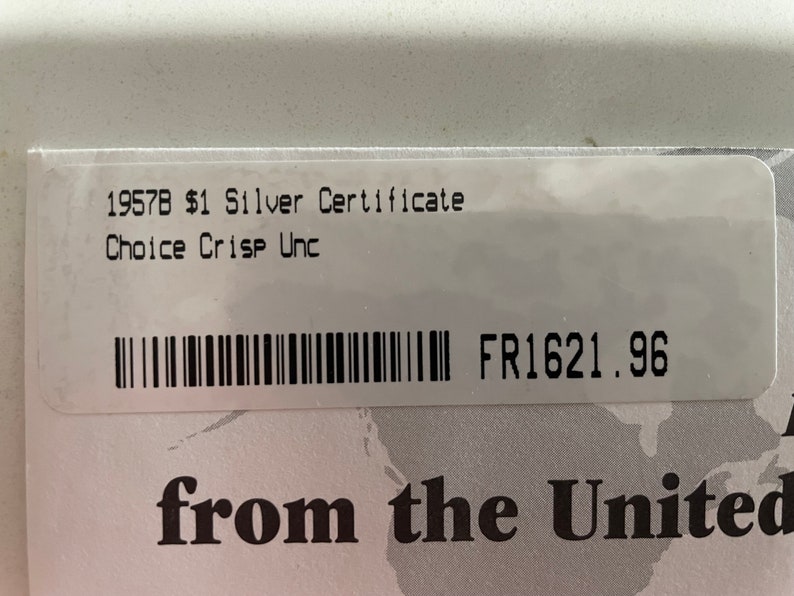 1957B $1 Silver Certificate
Choice Crisp Unc
FR1621.96
from the United